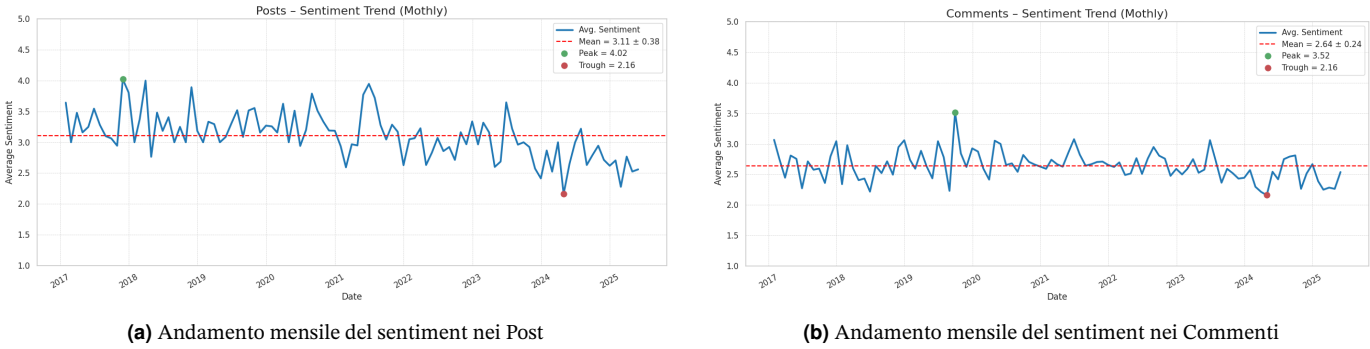 Posts – Sentiment Trend (Mothly)
5.0
4.5
4.0
3.5
3.0
2.5
2.0
1.5
1.0
Average Sentiment
Avg. Sentiment
Mean = 3.11 ± 0.38
Peak = 4.02
Trough = 2.16
2017
2018
2019
2020
2021
2022
2023
2024
2025
Date
(a) Andamento mensile del sentiment nei Post
Comments – Sentiment Trend (Mothly)
5.0
4.5
4.0
3.5
3.0
2.5
2.0
1.5
1.0
Average Sentiment
Avg. Sentiment
Mean = 2.64 ± 0.24
Peak = 3.52
Trough = 2.16
2017
2018
2019
2020
2021
2022
2023
2024
2025
Date
(b) Andamento mensile del sentiment nei Commenti